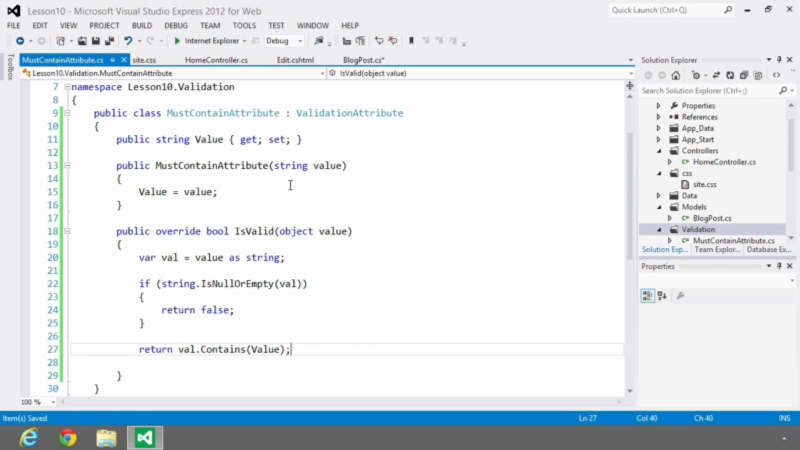 Lesson10 - Microsoft Visual Studio Express 2012 for Web
Quick Launch (Ctrl+Q)
FILE EDIT VIEW PROJECT BUILD DEBUG TEAM TOOLS TEST WINDOW HELP
Internet Explorer Debug
Toolbox
MustContainAttribute.cs site.css HomeController.cs Edit.cshtml BlogPost.cs*
Lesson10.Validation.MustContainAttribute IsValid(object value)
7 namespace Lesson10.Validation
8 {
9 public class MustContainAttribute : ValidationAttribute
10 {
11 public string Value { get; set; }
12
13 public MustContainAttribute(string value)
14 {
15 Value = value;
16 }
17
18 public override bool IsValid(object value)
19 {
20 var val = value as string;
21
22 if (string.IsNullOrEmpty(val))
23 {
24 return false;
25 }
26
27 return val.Contains(Value);
28
29 }
30 }
100 %
Solution Explorer
Search Solution Explorer (Ctrl+;)
Properties
References
App_Data
App_Start
Controllers
HomeController.cs
css
site.css
Data
Models
BlogPost.cs
Validation
MustContainAttribute.cs
Solution Exp... Team Explor... Database Ex...
Properties
Item(s) Saved Ln 27 Col 40 Ch 40 INS